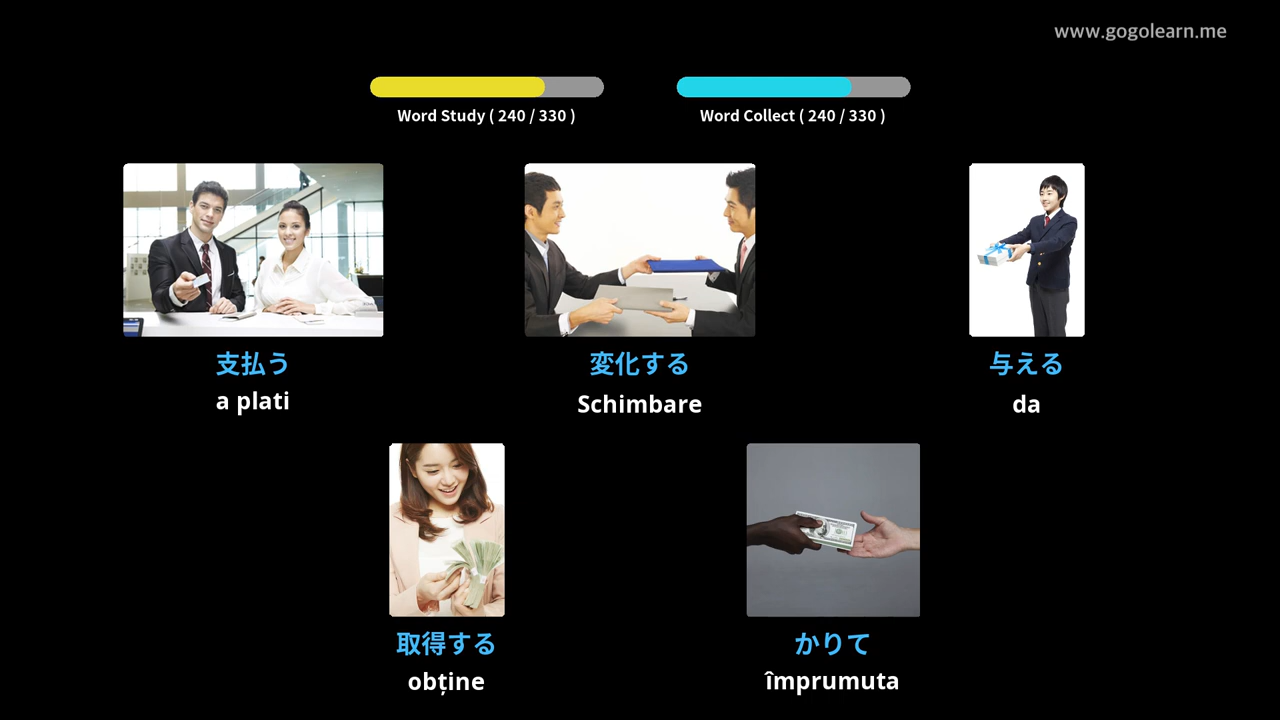 www.gogolearn.me
Word Study ( 240 / 330 )
Word Collect ( 240 / 330 )
支払う
a plati
変化する
Schimbare
与える
da
取得する
obține
かりて
împrumuta